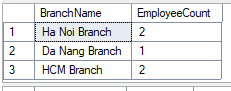 BranchName EmployeeCount
1 Ha Noi Branch 2
2 Da Nang Branch 1
3 HCM Branch 2